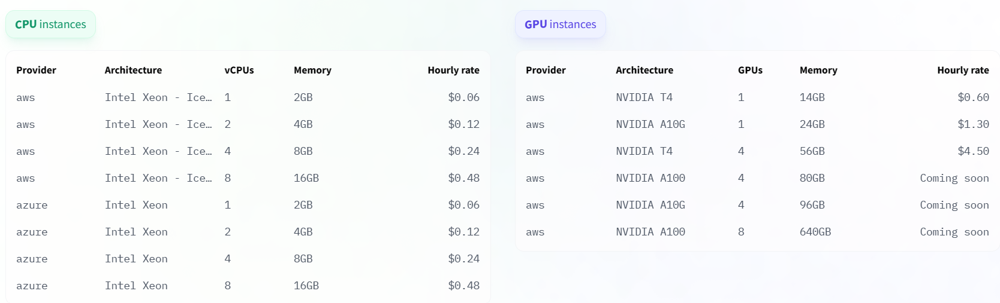 CPU instances
Provider Architecture vCPUs Memory Hourly rate
aws Intel Xeon - Ice… 1 2GB $0.06
aws Intel Xeon - Ice… 2 4GB $0.12
aws Intel Xeon - Ice… 4 8GB $0.24
aws Intel Xeon - Ice… 8 16GB $0.48
azure Intel Xeon 1 2GB $0.06
azure Intel Xeon 2 4GB $0.12
azure Intel Xeon 4 8GB $0.24
azure Intel Xeon 8 16GB $0.48
GPU instances
Provider Architecture GPUs Memory Hourly rate
aws NVIDIA T4 1 14GB $0.60
aws NVIDIA A10G 1 24GB $1.30
aws NVIDIA T4 4 56GB $4.50
aws NVIDIA A100 4 80GB Coming soon
aws NVIDIA A10G 4 96GB Coming soon
aws NVIDIA A100 8 640GB Coming soon